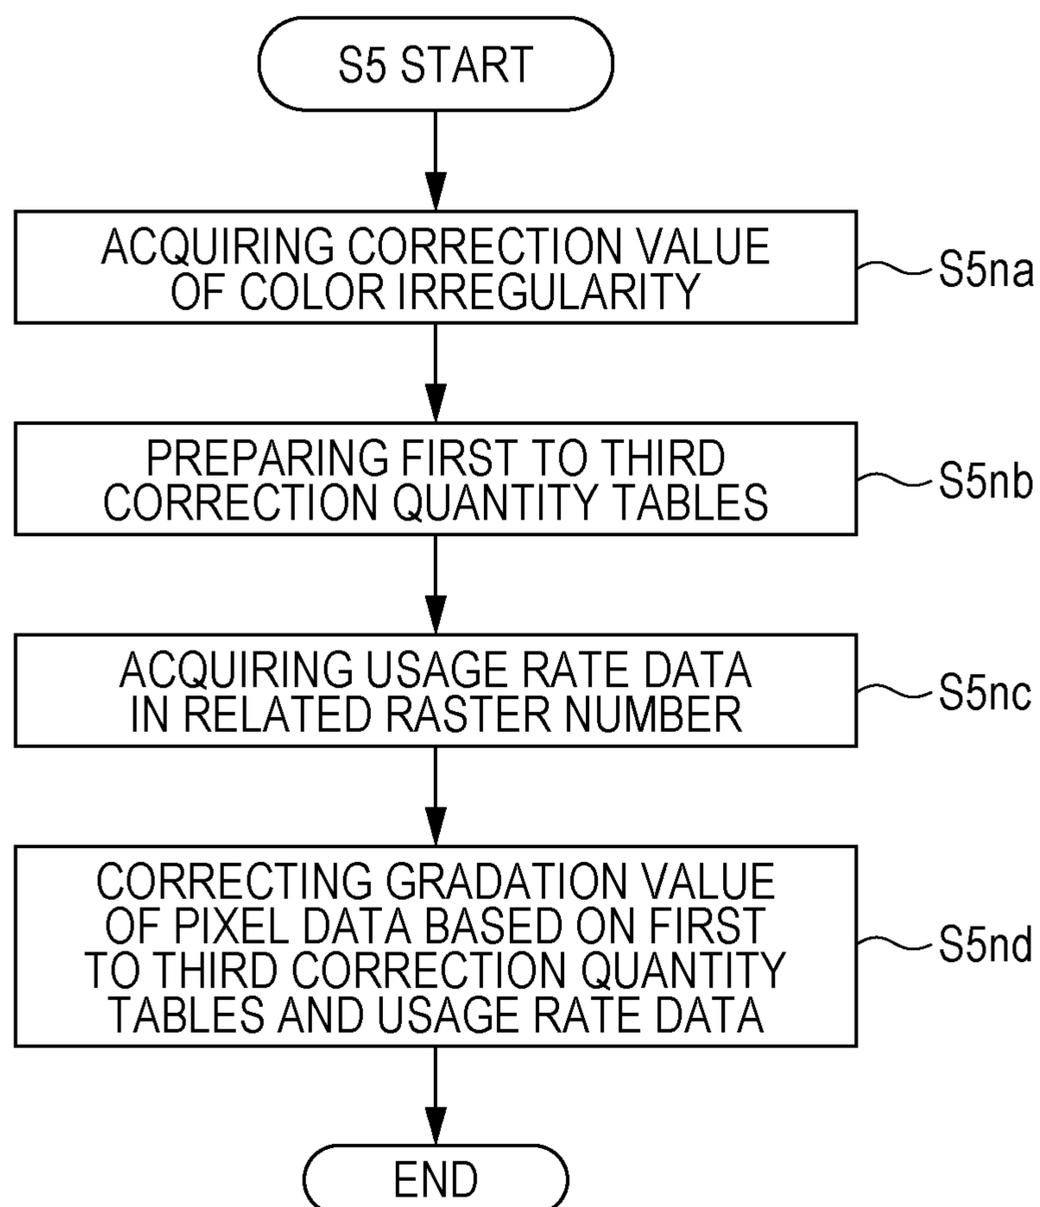 S5 START
ACQUIRING CORRECTION VALUE
OF COLOR IRREGULARITY
S5na
PREPARING FIRST TO THIRD
CORRECTION QUANTITY TABLES
S5nb
ACQUIRING USAGE RATE DATA
IN RELATED RASTER NUMBER
S5nc
CORRECTING GRADATION VALUE
OF PIXEL DATA BASED ON FIRST
TO THIRD CORRECTION QUANTITY
TABLES AND USAGE RATE DATA
S5nd
END